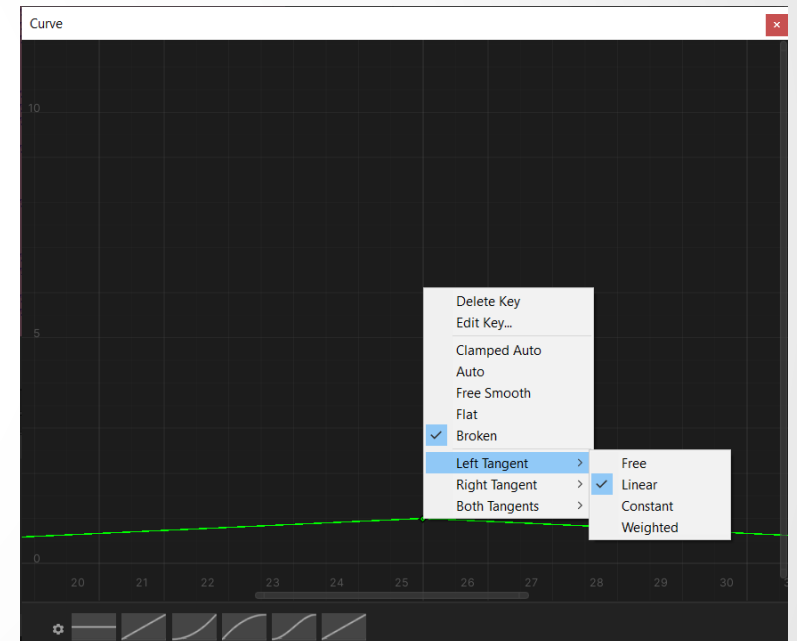 Curve
10
5
0
Delete Key
Edit Key...
Clamped Auto
Auto
Free Smooth
Flat
Broken
Left Tangent
Right Tangent
Both Tangents
Free
Linear
Constant
Weighted
20 21 22 23 24 25 26 27 28 29 30